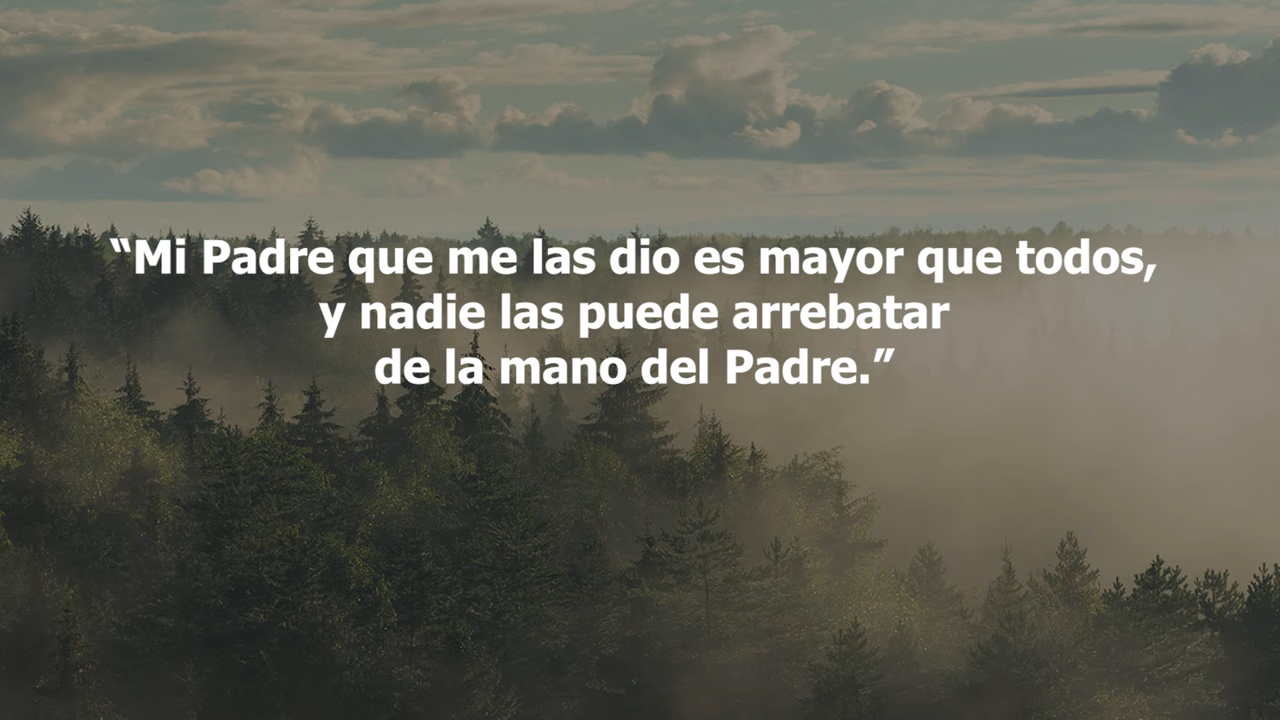 “Mi Padre que me las dio es mayor que todos,
y nadie las puede arrebatar
de la mano del Padre.”